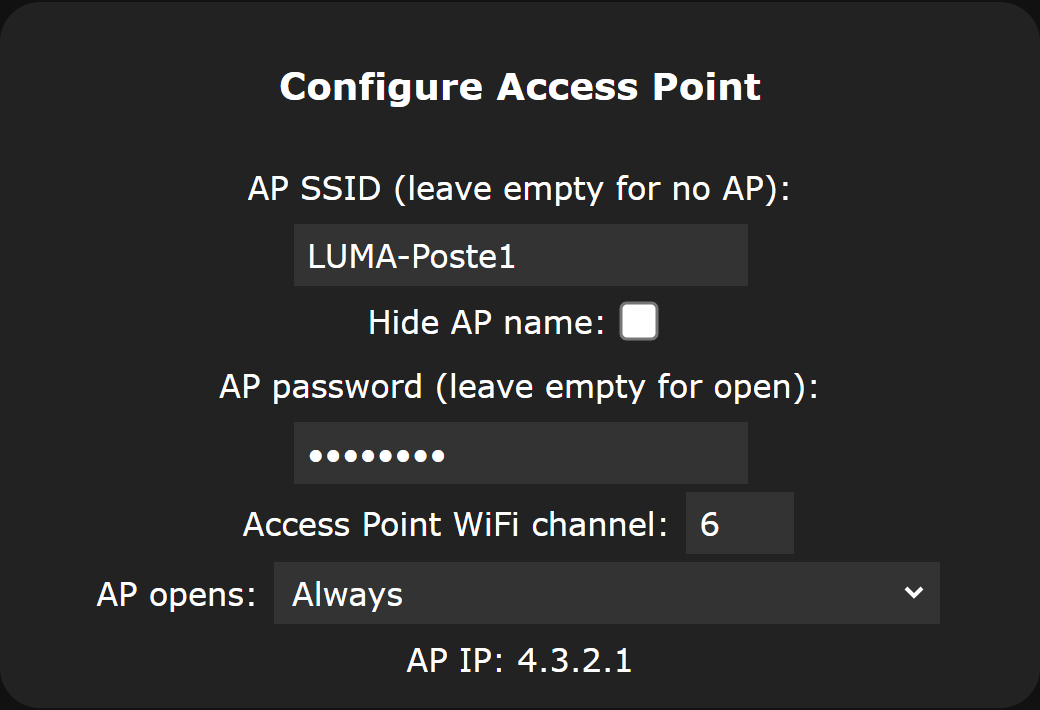 Configure Access Point
AP SSID (leave empty for no AP):
LUMA-Poste1
Hide AP name:
AP password (leave empty for open):
••••••••
Access Point WiFi channel: 6
AP opens: Always
AP IP: 4.3.2.1